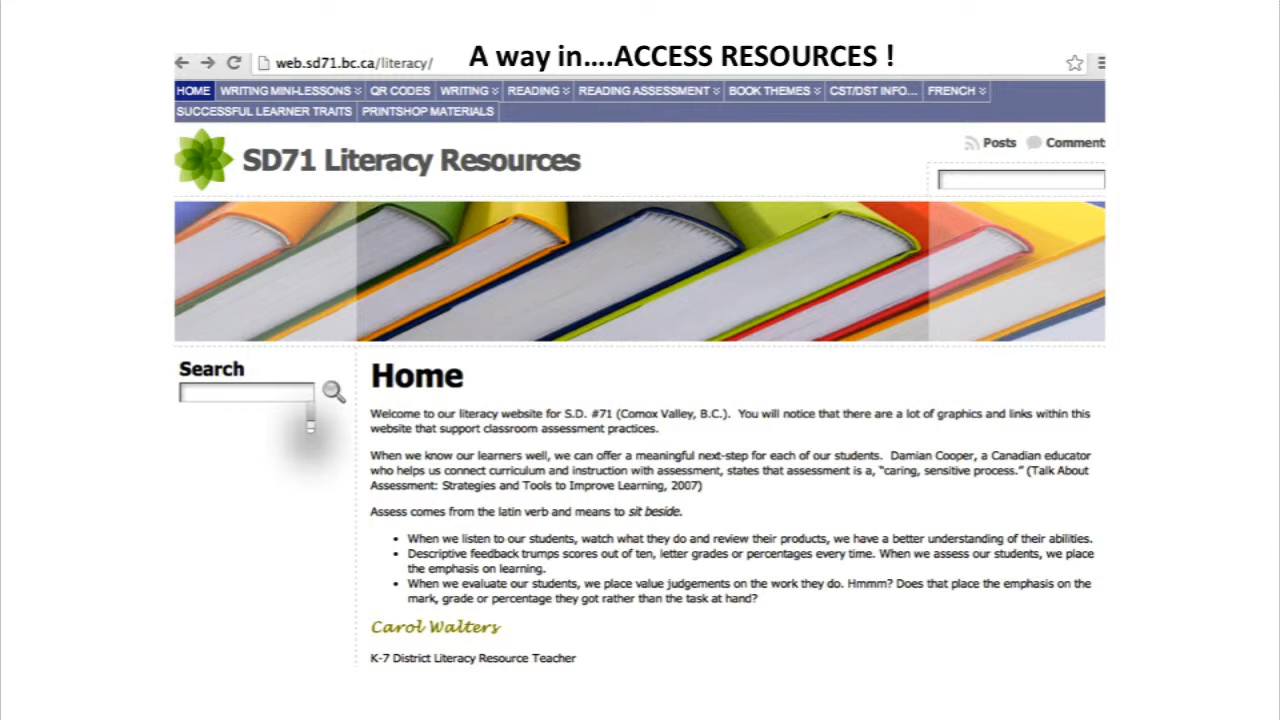 A way in....ACCESS RESOURCES !
web.sd71.bc.ca/literacy/
HOME WRITING MINI-LESSONS QR CODES WRITING READING READING ASSESSMENT BOOK THEMES CST/DST INFO... FRENCH
SUCCESSFUL LEARNER TRAITS PRINTSHOP MATERIALS
Posts Comment
SD71 Literacy Resources
Search
Home
Welcome to our literacy website for S.D. #71 (Comox Valley, B.C.). You will notice that there are a lot of graphics and links within this
website that support classroom assessment practices.
When we know our learners well, we can offer a meaningful next-step for each of our students. Damian Cooper, a Canadian educator
who helps us connect curriculum and instruction with assessment, states that assessment is a, "caring, sensitive process." (Talk About
Assessment: Strategies and Tools to Improve Learning, 2007)
Assess comes from the latin verb and means to sit beside.
• When we listen to our students, watch what they do and review their products, we have a better understanding of their abilities.
• Descriptive feedback trumps scores out of ten, letter grades or percentages every time. When we assess our students, we place
the emphasis on learning.
• When we evaluate our students, we place value judgements on the work they do. Hmmm? Does that place the emphasis on the
mark, grade or percentage they got rather than the task at hand?
Carol Walters
K-7 District Literacy Resource Teacher